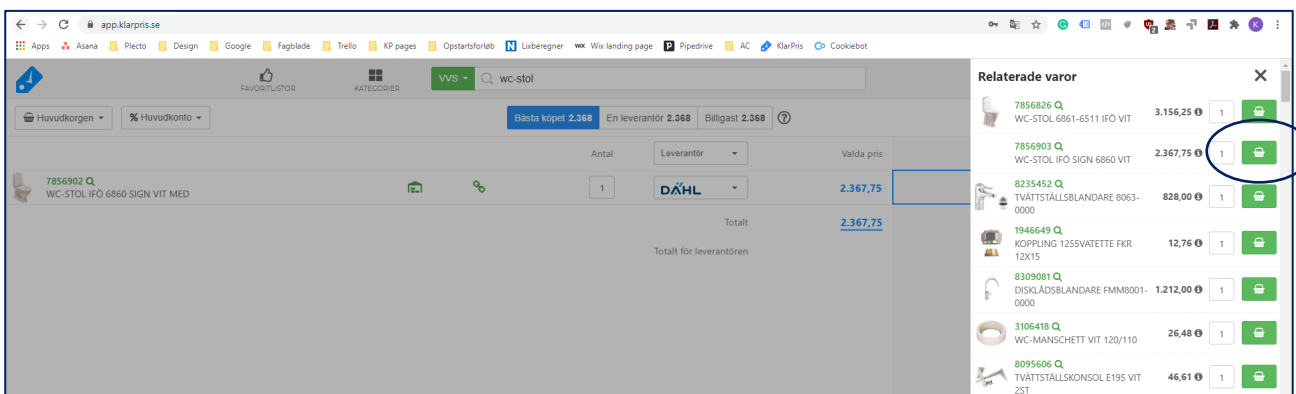 app.klarpris.se
Apps Asana Plecto Design Google Fagblade Trello KP pages Opstartsforløb Lixberegner WIX Wix landing page Pipedrive AC KlarPris Cookiebot
FAVORITLISTOR KATEGORIER VVS wc-stol
Huvudkorgen % Huvudkonto Bästa köpet 2.368 En leverantör 2.368 Billigast 2.368 ?
Antal Leverantör Valda pris
7856902
WC-STOL IFÖ 6860 SIGN VIT MED 1 DAHL 2.367,75
Totalt 2.367,75
Totalt för leverantören
Relaterade varor
7856826
WC-STOL 6861-6511 IFÖ VIT 3.156,25 1
7856903
WC-STOL IFÖ SIGN 6860 VIT 2.367,75 1
8235452
TVÄTTSTÄLLSBLANDARE 8063- 828,00 1
0000
1946649
KOPPLING 1255VATETTE FKR 12,76 1
12X15
8309081
DISKLÅDSBLANDARE FMM8001- 1.212,00 1
0000
3106418
WC-MANSCHETT VIT 120/110 26,48 1
8095606
TVÄTTSTÄLLSKONSOL E195 VIT 46,61 1
2ST